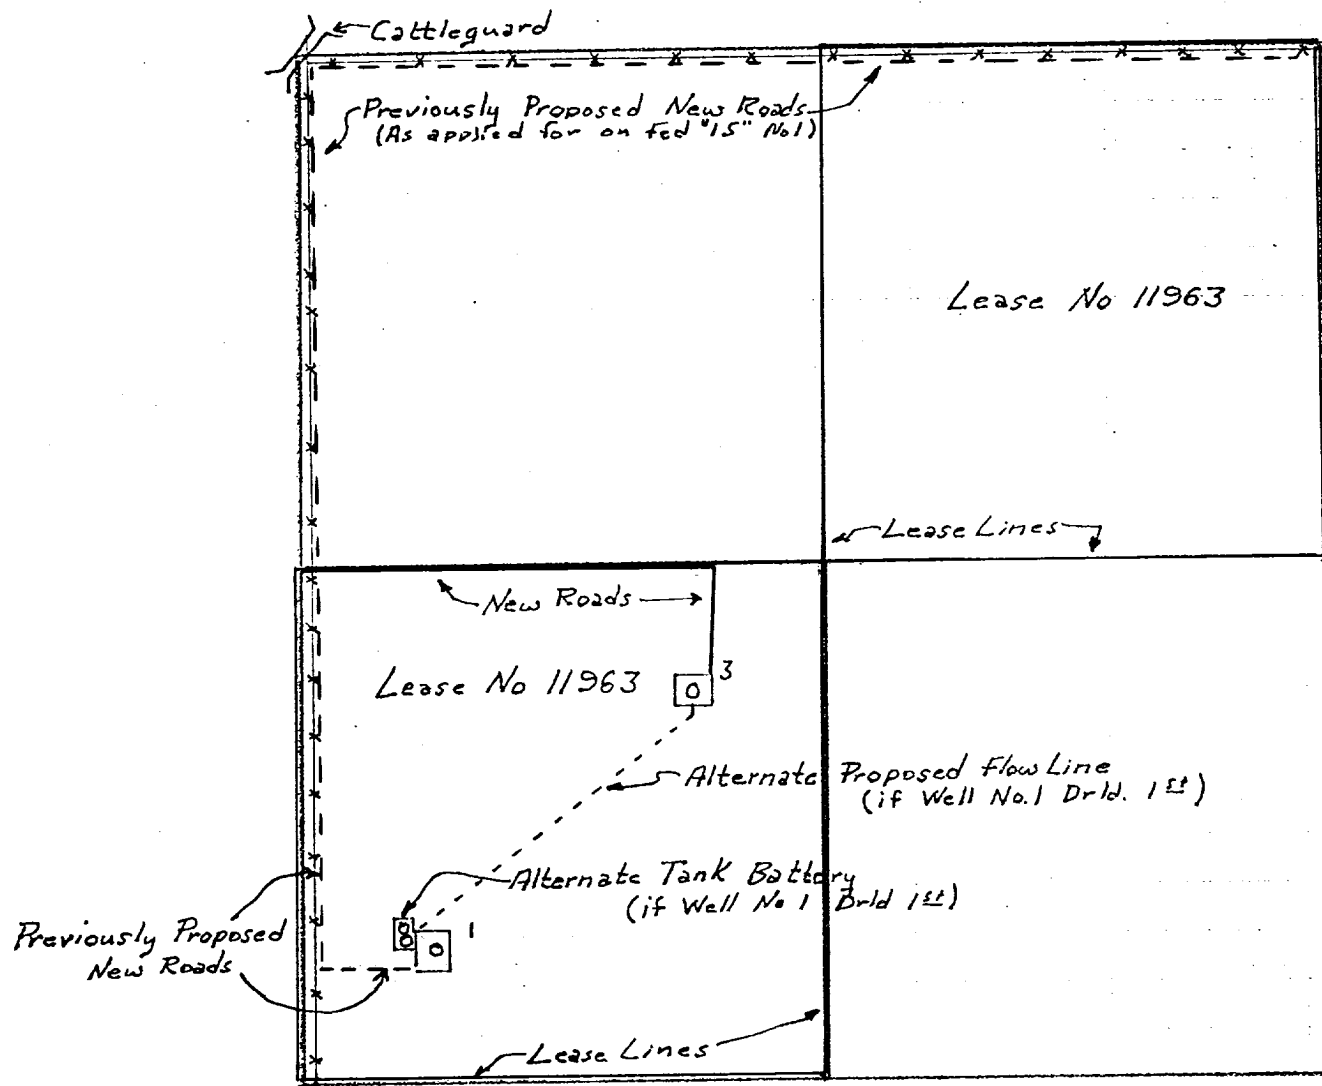 Cattleguard
Previously Proposed New Roads
(As applied for on Fed "15" No1)
Lease No 11963
Lease Lines
New Roads
Lease No 11963
3
Alternate Proposed Flow Line
(if Well No.1 Drld. 1st)
Alternate Tank Battery
(if Well No 1 Drld 1st)
1
Previously Proposed
New Roads
Lease Lines